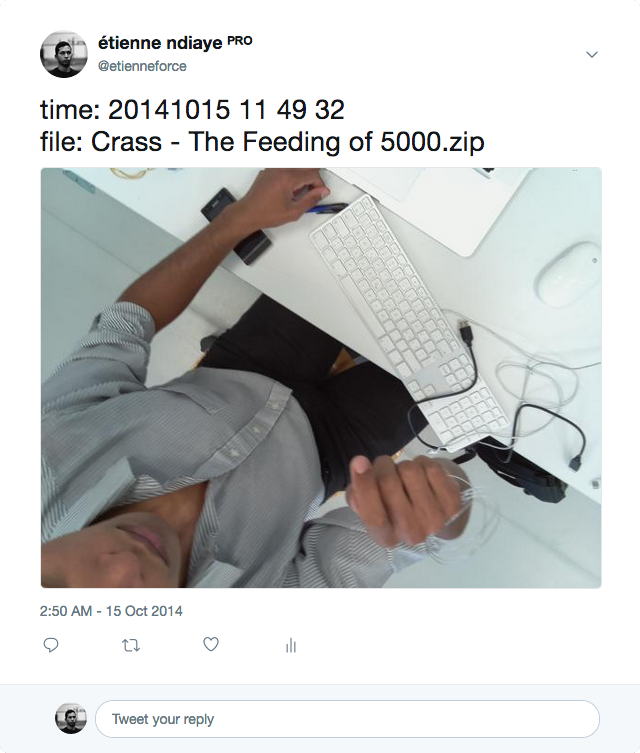 étienne ndiaye PRO
@etienneforce
time: 20141015 11 49 32
file: Crass - The Feeding of 5000.zip
2:50 AM - 15 Oct 2014
Tweet your reply